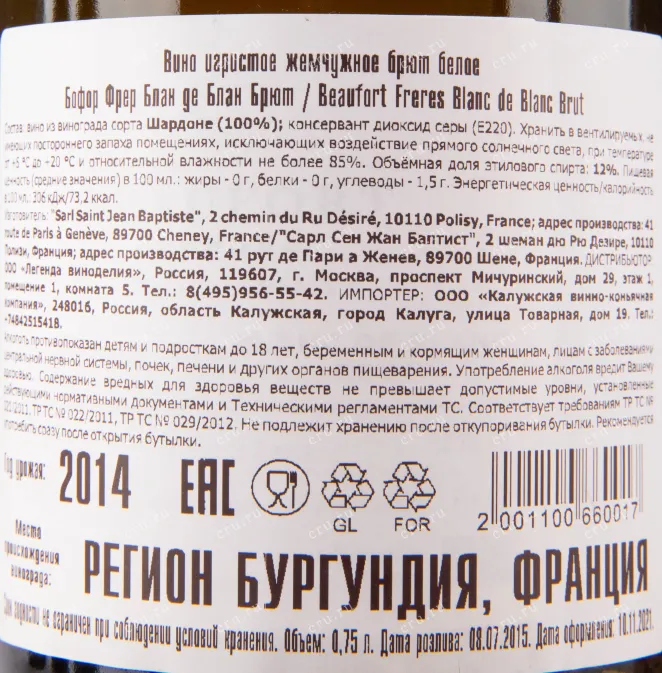 Вино игристое жемчужное брют белое
Бофор Фрер Блан де Блан Брют / Beaufort Freres Blanc de Blanc Brut
Состав: вино из винограда сорта Шардоне (100%); консервант диоксид серы (Е220). Хранить в вентилируемых, не
имеющих постороннего запаха помещениях, исключающих воздействие прямого солнечного света, при температуре
от +5 °С до +20 °С и относительной влажности не более 85%. Объёмная доля этилового спирта: 12%. Пищевая
ценность (средние значения) в 100 мл.: жиры - 0 г, белки - 0 г, углеводы - 1,5 г. Энергетическая ценность/калорийность
в 100 мл. 306 кДж/73,2 ккал.
Изготовитель: "Sarl Saint Jean Baptiste", 2 chemin du Ru Désiré, 10110 Polisy, France; адрес производства: 41
route de Paris à Genève, 89700 Cheney, France/"Сарл Сен Жан Баптист", 2 шеман дю Рю Дезире, 10110
Полизи, Франция; адрес производства: 41 рут де Пари а Женев, 89700 Шене, Франция. ДИСТРИБЬЮТОР
ООО «Легенда виноделия», Россия, 119607, г. Москва, проспект Мичуринский, дом 29, этаж 1,
помещение 1, комната 5. Тел.: 8(495)956-55-42. ИМПОРТЕР: ООО «Калужская винно-коньячная
компания», 248016, Россия, область Калужская, город Калуга, улица Товарная, дом 19. Тел.:
+74842515418.
Алкоголь противопоказан детям и подросткам до 18 лет, беременным и кормящим женщинам, лицам с заболеваниями
центральной нервной системы, почек, печени и других органов пищеварения. Употребление алкоголя вредит Вашему
здоровью. Содержание вредных для здоровья веществ не превышает допустимые уровни, установленные
действующими нормативными документами и Техническими регламентами ТС. Соответствует требованиям ТР ТС №
021/2011, ТР ТС № 022/2011, ТР ТС № 029/2012. Не подлежит хранению после откупоривания бутылки. Рекомендуется
употребить сразу после открытия бутылки.
Год урожая: 2014 ЕАС GL FOR 2 001100 660017
Место
происхождения
винограда: РЕГИОН БУРГУНДИЯ, ФРАНЦИЯ
Срок годности не ограничен при соблюдении условий хранения. Объем: 0,75 л. Дата розлива: 08.07.2015. Дата оформления: 10.11.2021.